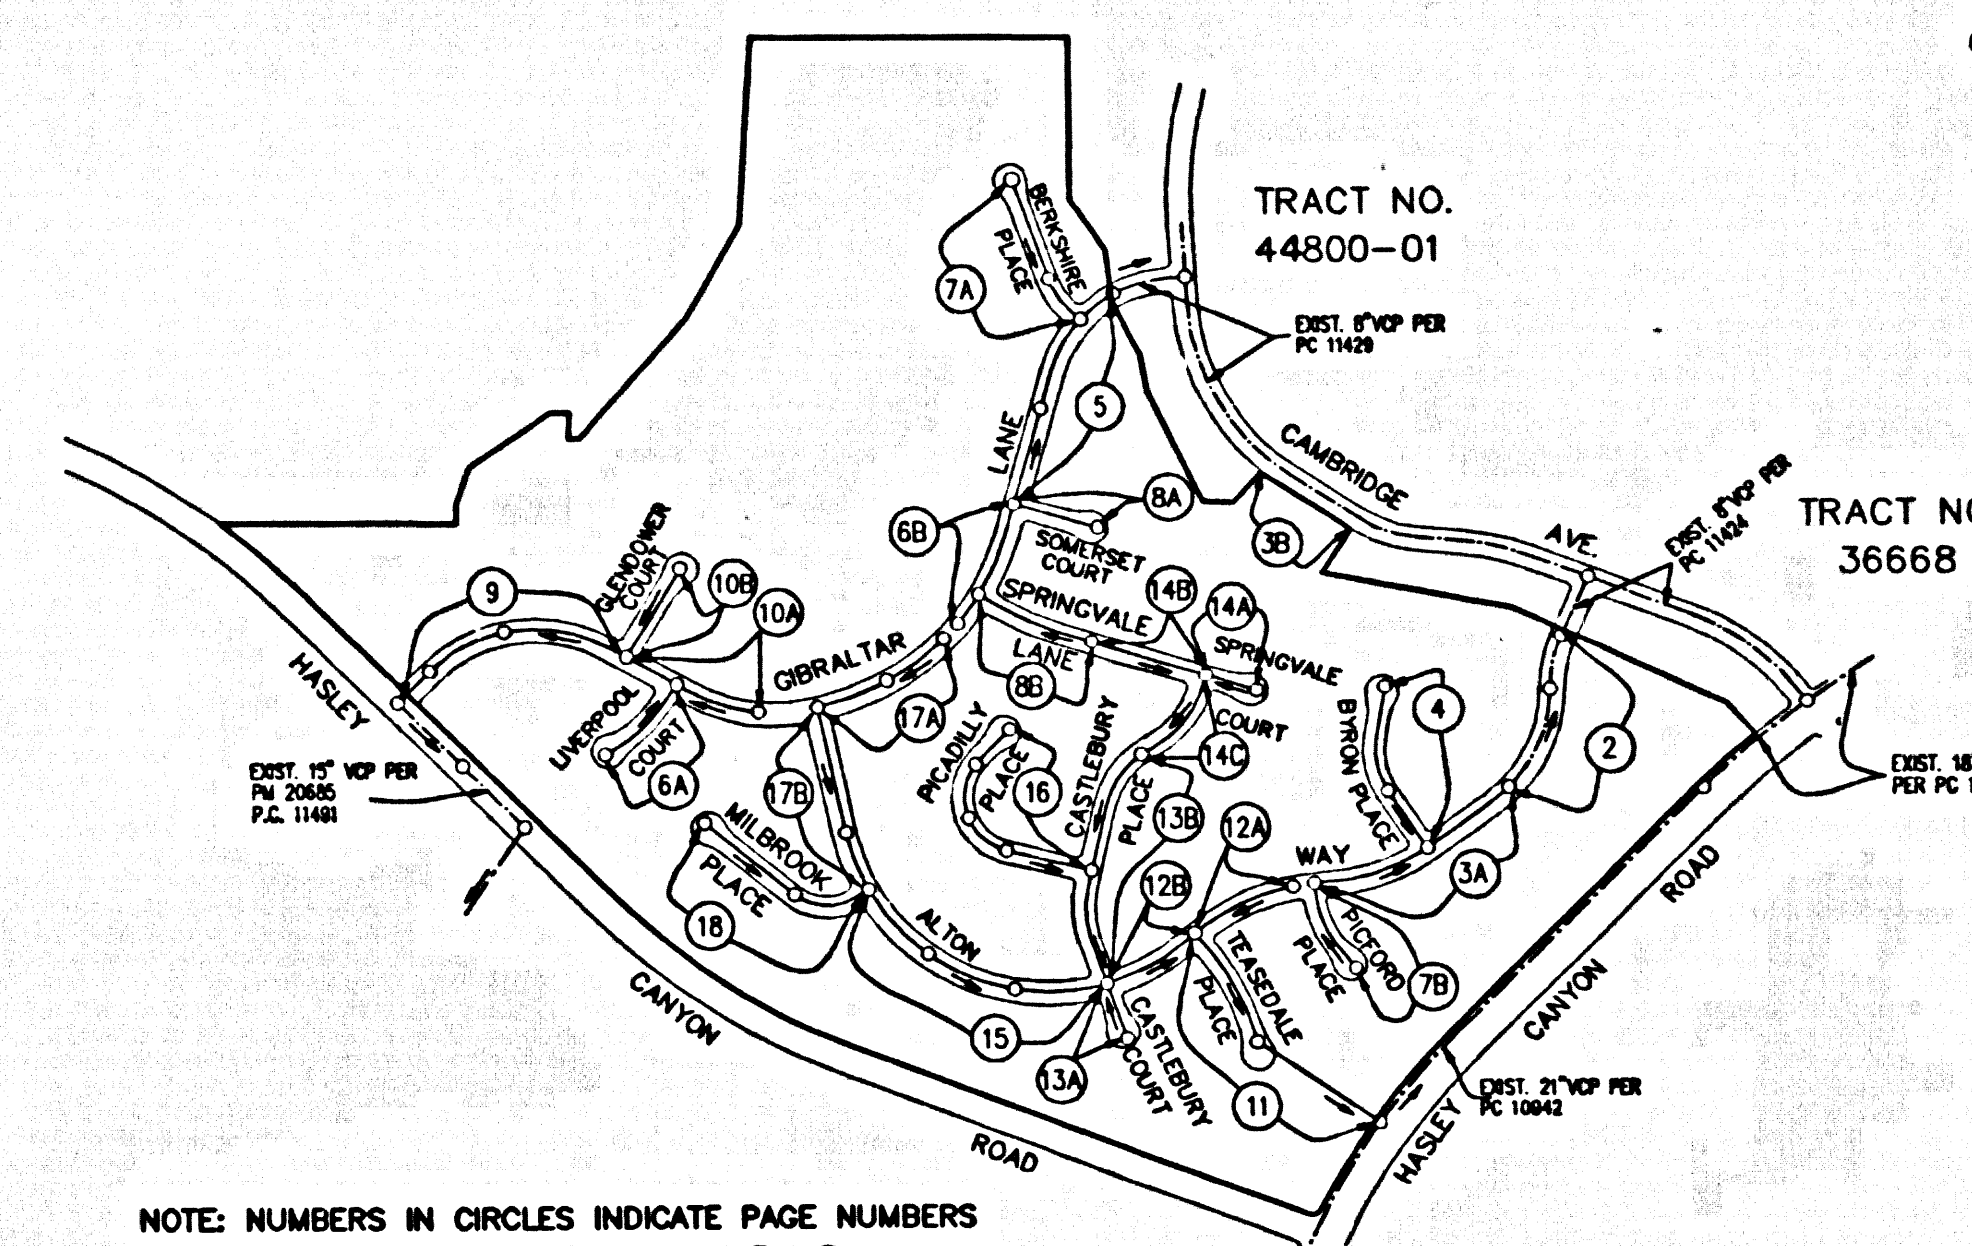 TRACT NO.
44800-01
BERKSHIRE
PLACE
7A
EXIST. 8"VCP PER
PC 11429
5
LANE
CAMBRIDGE
AVE.
8A
6B
3B
EXIST. 8"VCP PER
PC 11424
TRACT NO
36668
SOMERSET
COURT
GLENDOWER
COURT
9
10B
10A
SPRINGVALE
LANE
14B
14A
SPRINGVALE
COURT
GIBRALTAR
8B
HASLEY
LIVERPOOL
COURT
17A
PICADILLY
PLACE
CASTLEBURY
PLACE
14C
BYRON PLACE
4
2
EXIST. 15" VCP PER
PM 20685
P.C. 11491
6A
17B
16
13B
12A
EXIST. 18
PER PC 1
MILBROOK
PLACE
WAY
3A
ROAD
12B
18
ALTON
TEASEDALE
PLACE
PICFORD
PLACE
7B
CANYON
CANYON
15
13A
CASTLEBURY
COURT
11
EXIST. 21"VCP PER
PC 10942
HASLEY
ROAD
NOTE: NUMBERS IN CIRCLES INDICATE PAGE NUMBERS